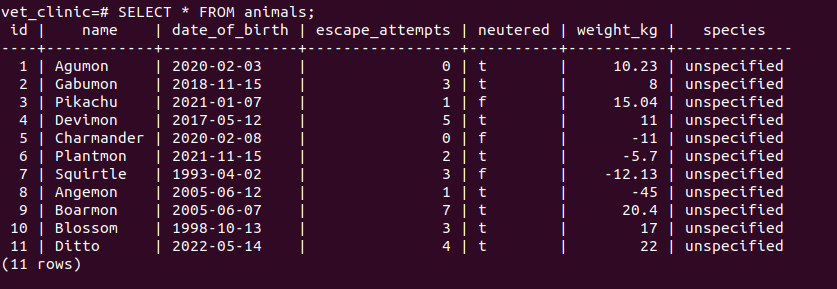 vet_clinic=# SELECT * FROM animals;
 id |    name    | date_of_birth | escape_attempts | neutered | weight_kg |   species
----+------------+---------------+-----------------+----------+-----------+-------------
  1 | Agumon     | 2020-02-03    |               0 | t        |     10.23 | unspecified
  2 | Gabumon    | 2018-11-15    |               3 | t        |         8 | unspecified
  3 | Pikachu    | 2021-01-07    |               1 | f        |     15.04 | unspecified
  4 | Devimon    | 2017-05-12    |               5 | t        |        11 | unspecified
  5 | Charmander | 2020-02-08    |               0 | f        |       -11 | unspecified
  6 | Plantmon   | 2021-11-15    |               2 | t        |      -5.7 | unspecified
  7 | Squirtle   | 1993-04-02    |               3 | f        |    -12.13 | unspecified
  8 | Angemon    | 2005-06-12    |               1 | t        |       -45 | unspecified
  9 | Boarmon    | 2005-06-07    |               7 | t        |      20.4 | unspecified
 10 | Blossom    | 1998-10-13    |               3 | t        |        17 | unspecified
 11 | Ditto      | 2022-05-14    |               4 | t        |        22 | unspecified
(11 rows)